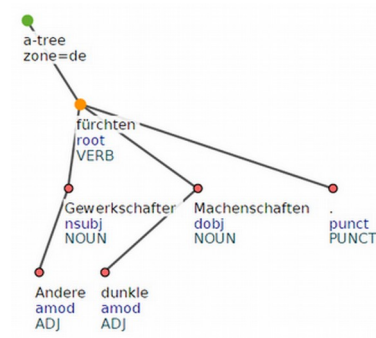 a-tree
zone=de
fürchten
root
VERB
Gewerkschafter Machenschaften .
nsubj dobj punct
NOUN NOUN PUNCT
Andere dunkle
amod amod
ADJ ADJ